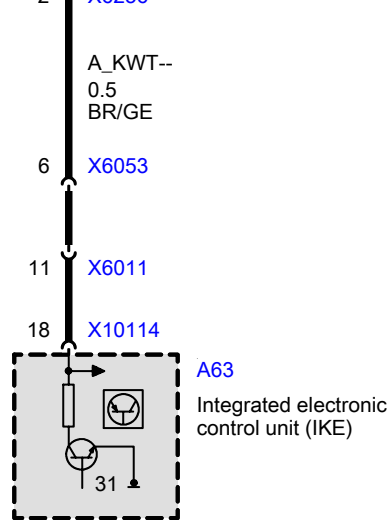 A_KWT--
0.5
BR/GE
6 X6053
11 X6011
18 X10114
A63
Integrated electronic
control unit (IKE)
31